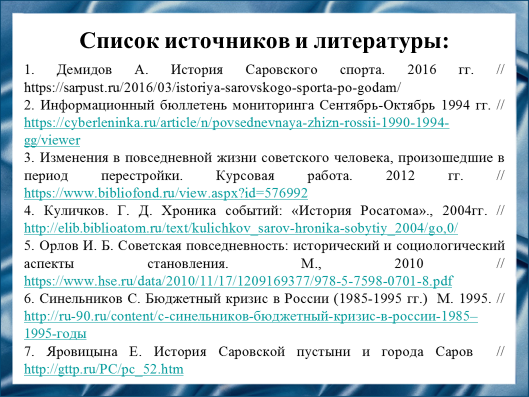 Список источников и литературы:
1. Демидов А. История Саровского спорта. 2016 гг. //
https://sarpust.ru/2016/03/istoriya-sarovskogo-sporta-po-godam/
2. Информационный бюллетень мониторинга Сентябрь-Октябрь 1994 гг. //
https://cyberleninka.ru/article/n/povsednevnaya-zhizn-rossii-1990-1994-
gg/viewer
3. Изменения в повседневной жизни советского человека, произошедшие в
период перестройки. Курсовая работа. 2012 гг. //
https://www.bibliofond.ru/view.aspx?id=576992
4. Куличков. Г. Д. Хроника событий: «История Росатома»., 2004гг. //
http://elib.biblioatom.ru/text/kulichkov_sarov-hronika-sobytiy_2004/go,0/
5. Орлов И. Б. Советская повседневность: исторический и социологический
аспекты становления. М., 2010 //
https://www.hse.ru/data/2010/11/17/1209169377/978-5-7598-0701-8.pdf
6. Синельников С. Бюджетный кризис в России (1985-1995 гг.) М. 1995. //
http://ru-90.ru/content/с-синельников-бюджетный-кризис-в-россии-1985–
1995-годы
7. Яровицына Е. История Саровской пустыни и города Саров //
http://gttp.ru/PC/pc_52.htm